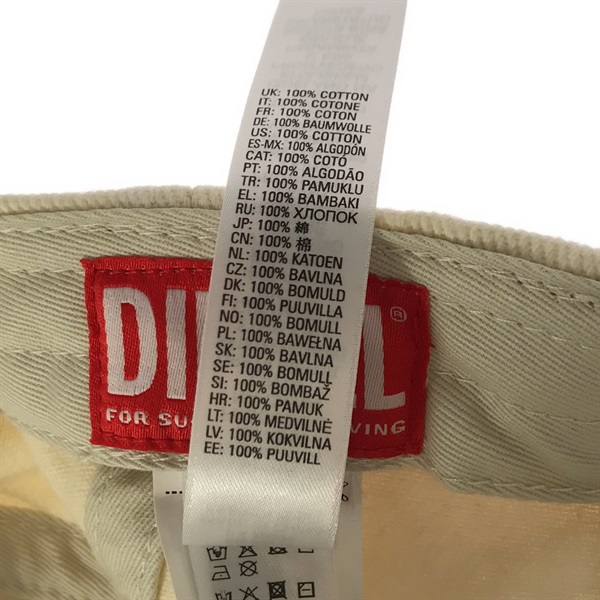 UK: 100% COTTON
IT: 100% COTONE
FR: 100% COTON
DE: 100% BAUMWOLLE
US: 100% COTTON
ES-MX: 100% ALGODÓN
CAT: 100% COTÓ
PT: 100% ALGODÃO
TR: 100% PAMUKLU
EL: 100% BAMBAKI
RU: 100% ХЛОПОК
JP: 100% 綿
CN: 100% 棉
NL: 100% KATOEN
CZ: 100% BAVLNA
DK: 100% BOMULD
FI: 100% PUUVILLA
NO: 100% BOMULL
PL: 100% BAWEŁNA
SK: 100% BAVLNA
SE: 100% BOMULL
SI: 100% BOMBAŽ
HR: 100% PAMUK
LT: 100% MEDVILNĖ
LV: 100% KOKVILNA
EE: 100% PUUVILL
DI L ®
FOR SU VING